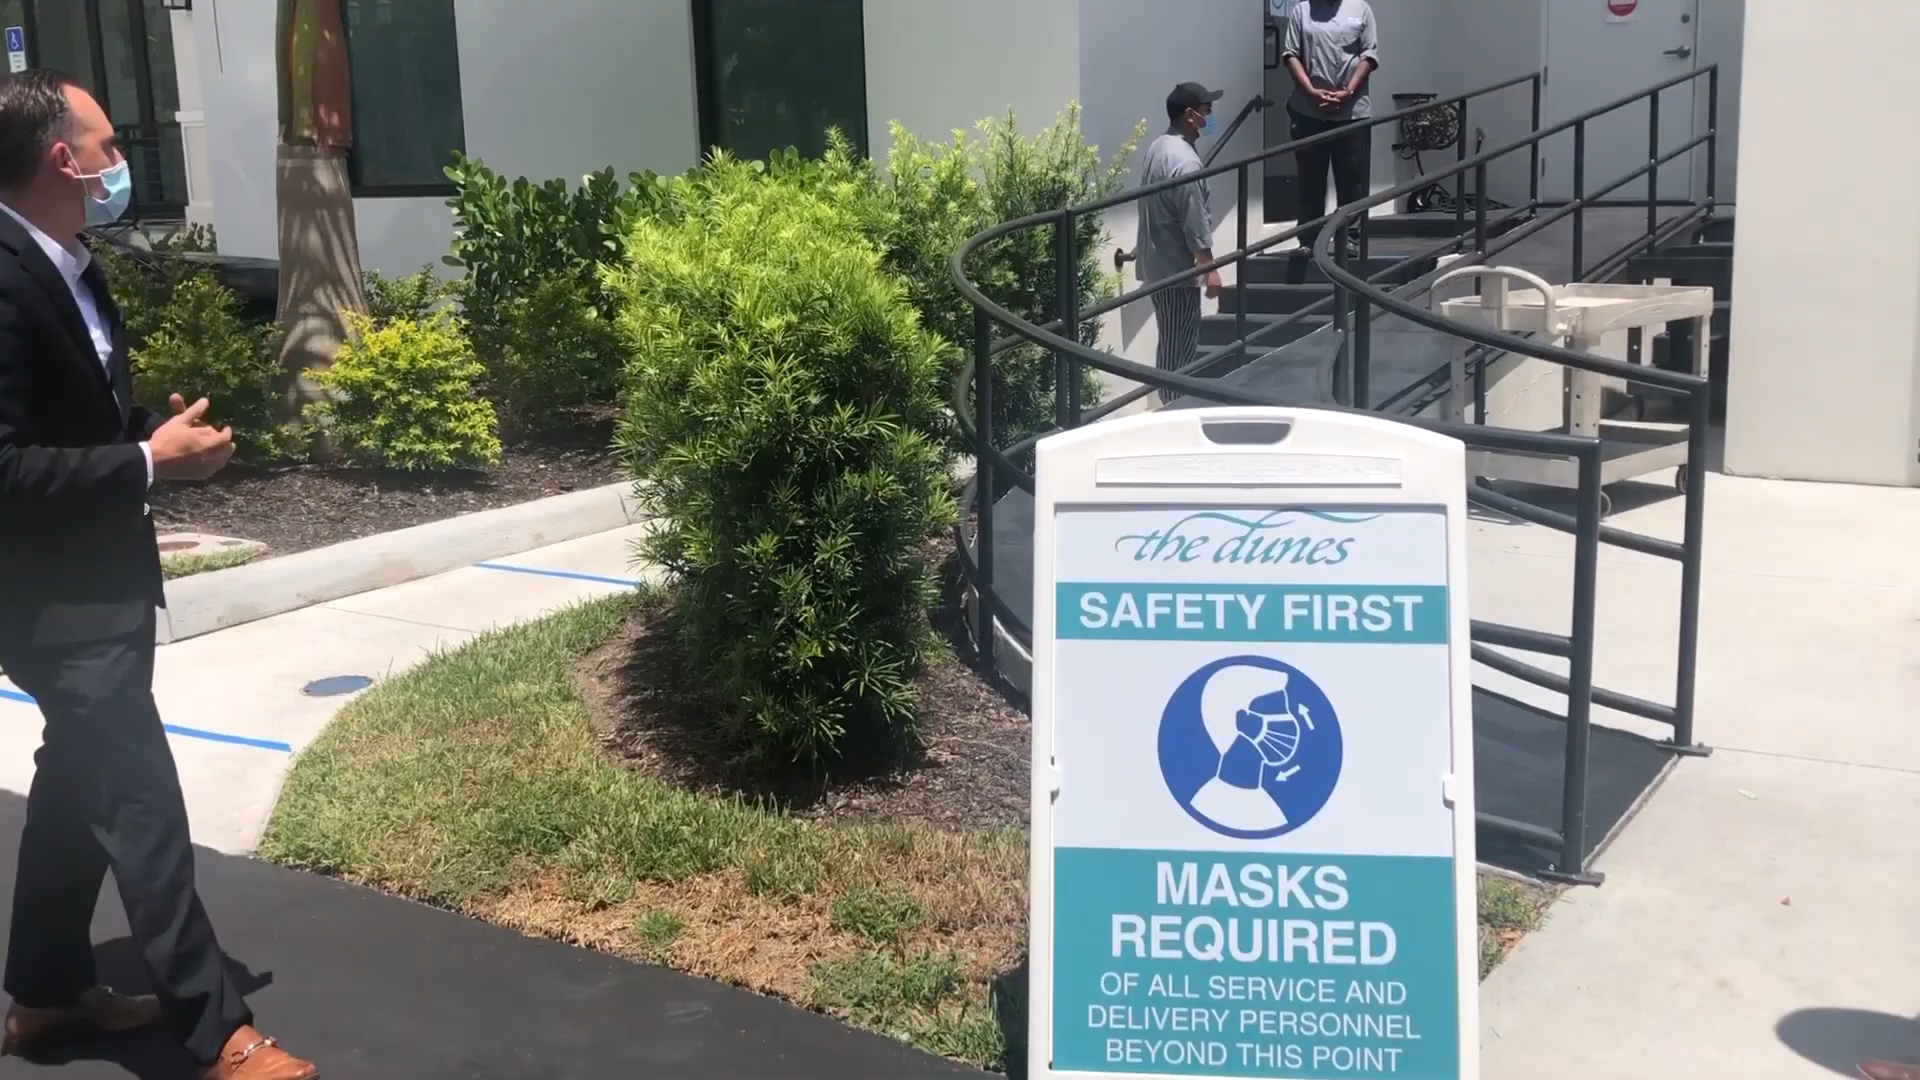 the dunes
SAFETY FIRST
MASKS
REQUIRED
OF ALL SERVICE AND
DELIVERY PERSONNEL
BEYOND THIS POINT